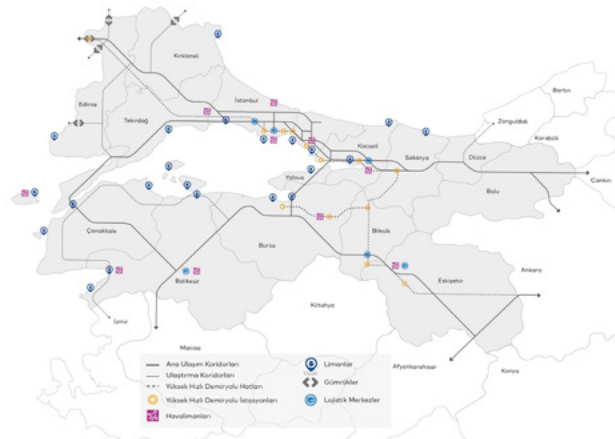 Kırklareli
Edirne
Tekirdağ
İstanbul
Bartın
Zonguldak
Karabük
Kocaeli
Sakarya
Düzce
Çankırı
Bolu
Yalova
Çanakkale
Bursa
Bilecik
Balıkesir
Eskişehir
Ankara
Kütahya
İzmir
Manisa
Afyonkarahisar
Konya
Ana Ulaşım Koridorları
Ulaştırma Koridorları
Yüksek Hızlı Demiryolu Hatları
Yüksek Hızlı Demiryolu İstasyonları
Havalimanları
Limanlar
Gümrükler
Lojistik Merkezler